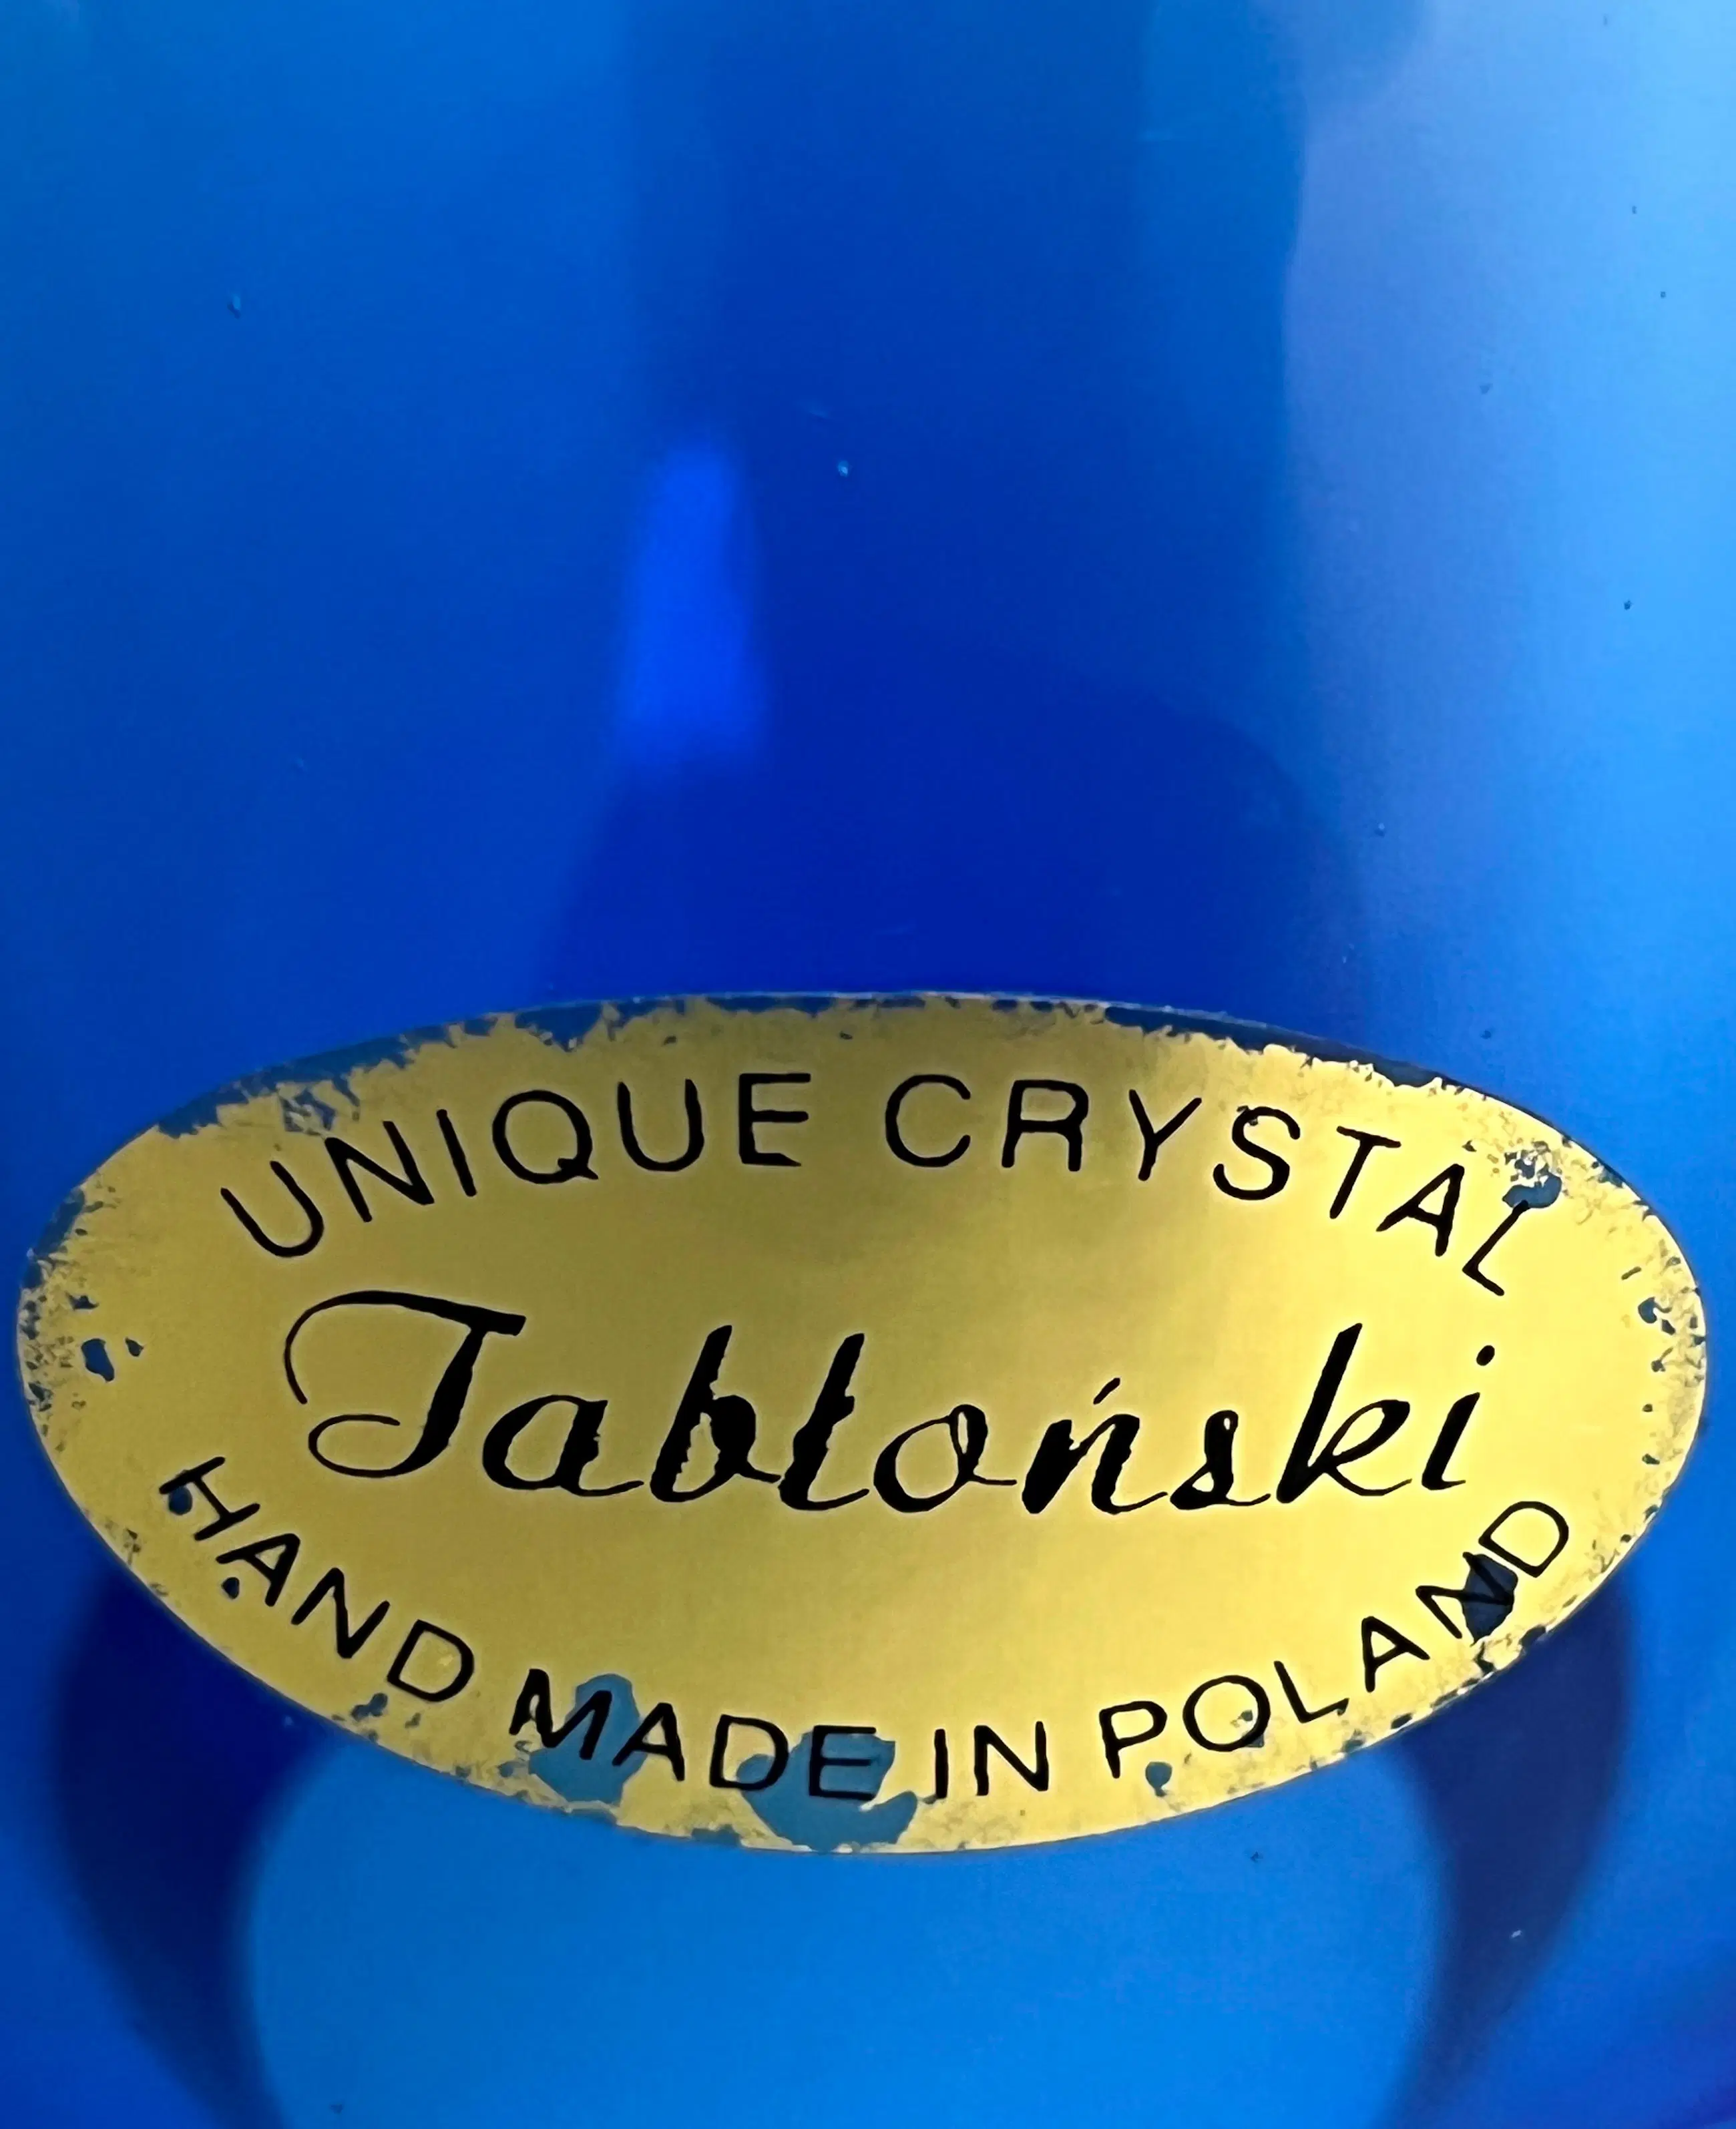 UNIQUE CRYSTAL
Jabłoński
HAND MADE IN POLAND